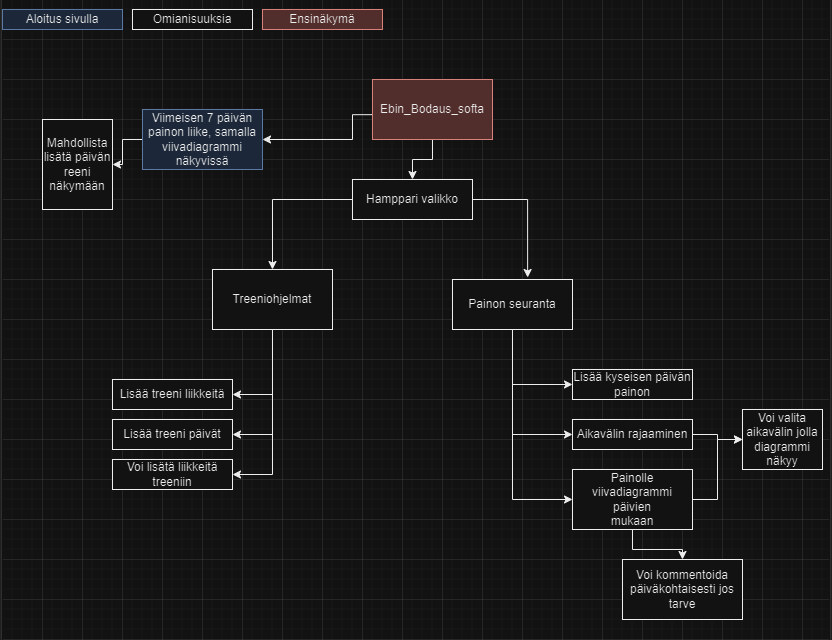 Aloitus sivulla
Omianisuuksia
Ensinäkymä
Ebin_Bodaus_softa
Viimeisen 7 päivän
painon liike, samalla
viivadiagrammi
näkyvissä
Mahdollista
lisätä päivän
reeni
näkymään
Hamppari valikko
Treeniohjelmat
Painon seuranta
Lisää treeni liikkeitä
Lisää treeni päivät
Voi lisätä liikkeitä
treeniin
Lisää kyseisen päivän
painon
Aikavälin rajaaminen
Painolle
viivadiagrammi
päivien
mukaan
Voi valita
aikavälin jolla
diagrammi
näkyy
Voi kommentoida
päiväkohtaisesti jos
tarve